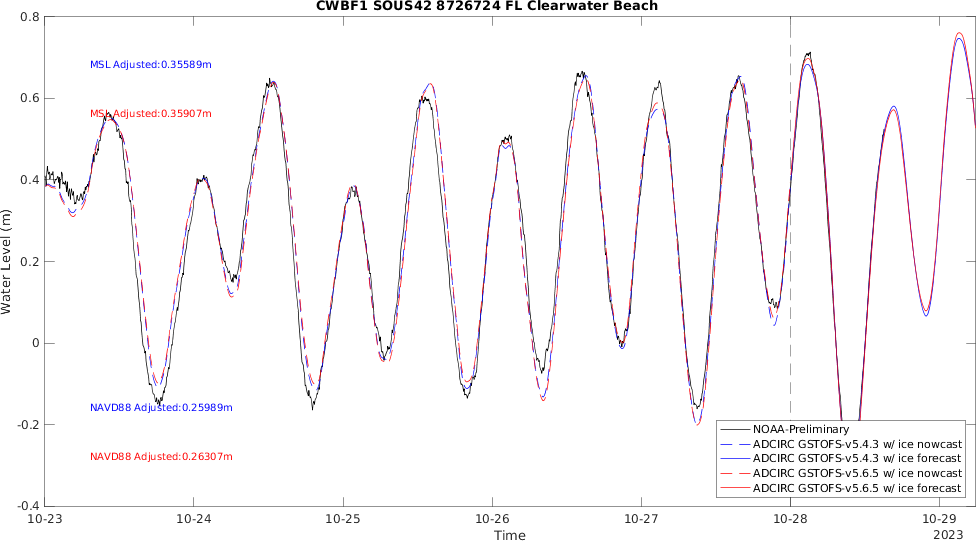 CWBF1 SOUS42 8726724 FL Clearwater Beach
0.8
0.6
0.4
0.2
0
-0.2
-0.4
Water Level (m)
MSL Adjusted:0.35589m
MSL Adjusted:0.35907m
NAVD88 Adjusted:0.25989m
NAVD88 Adjusted:0.26307m
NOAA-Preliminary
ADCIRC GSTOFS-v5.4.3 w/ ice nowcast
ADCIRC GSTOFS-v5.4.3 w/ ice forecast
ADCIRC GSTOFS-v5.6.5 w/ ice nowcast
ADCIRC GSTOFS-v5.6.5 w/ ice forecast
10-23 10-24 10-25 10-26 10-27 10-28 10-29
Time
2023